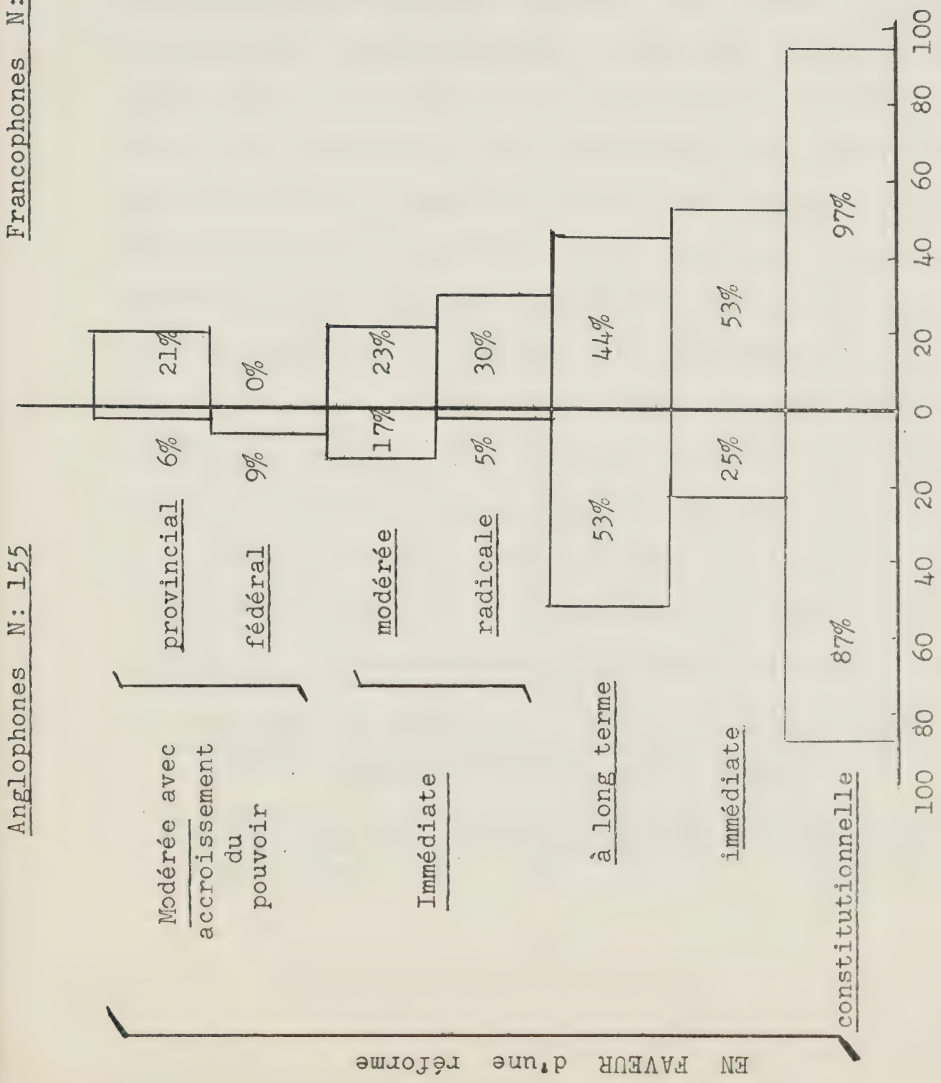 Anglophones N: 155
Francophones N:
EN FAVEUR d'une réforme
Modérée avec
accroissement
du
pouvoir
provincial
6%
21%
fédéral
9%
0%
Immédiate
modérée
17%
23%
radicale
5%
30%
à long terme
53%
44%
immédiate
25%
53%
constitutionnelle
87%
97%
100 80 60 40 20 0 20 40 60 80 100